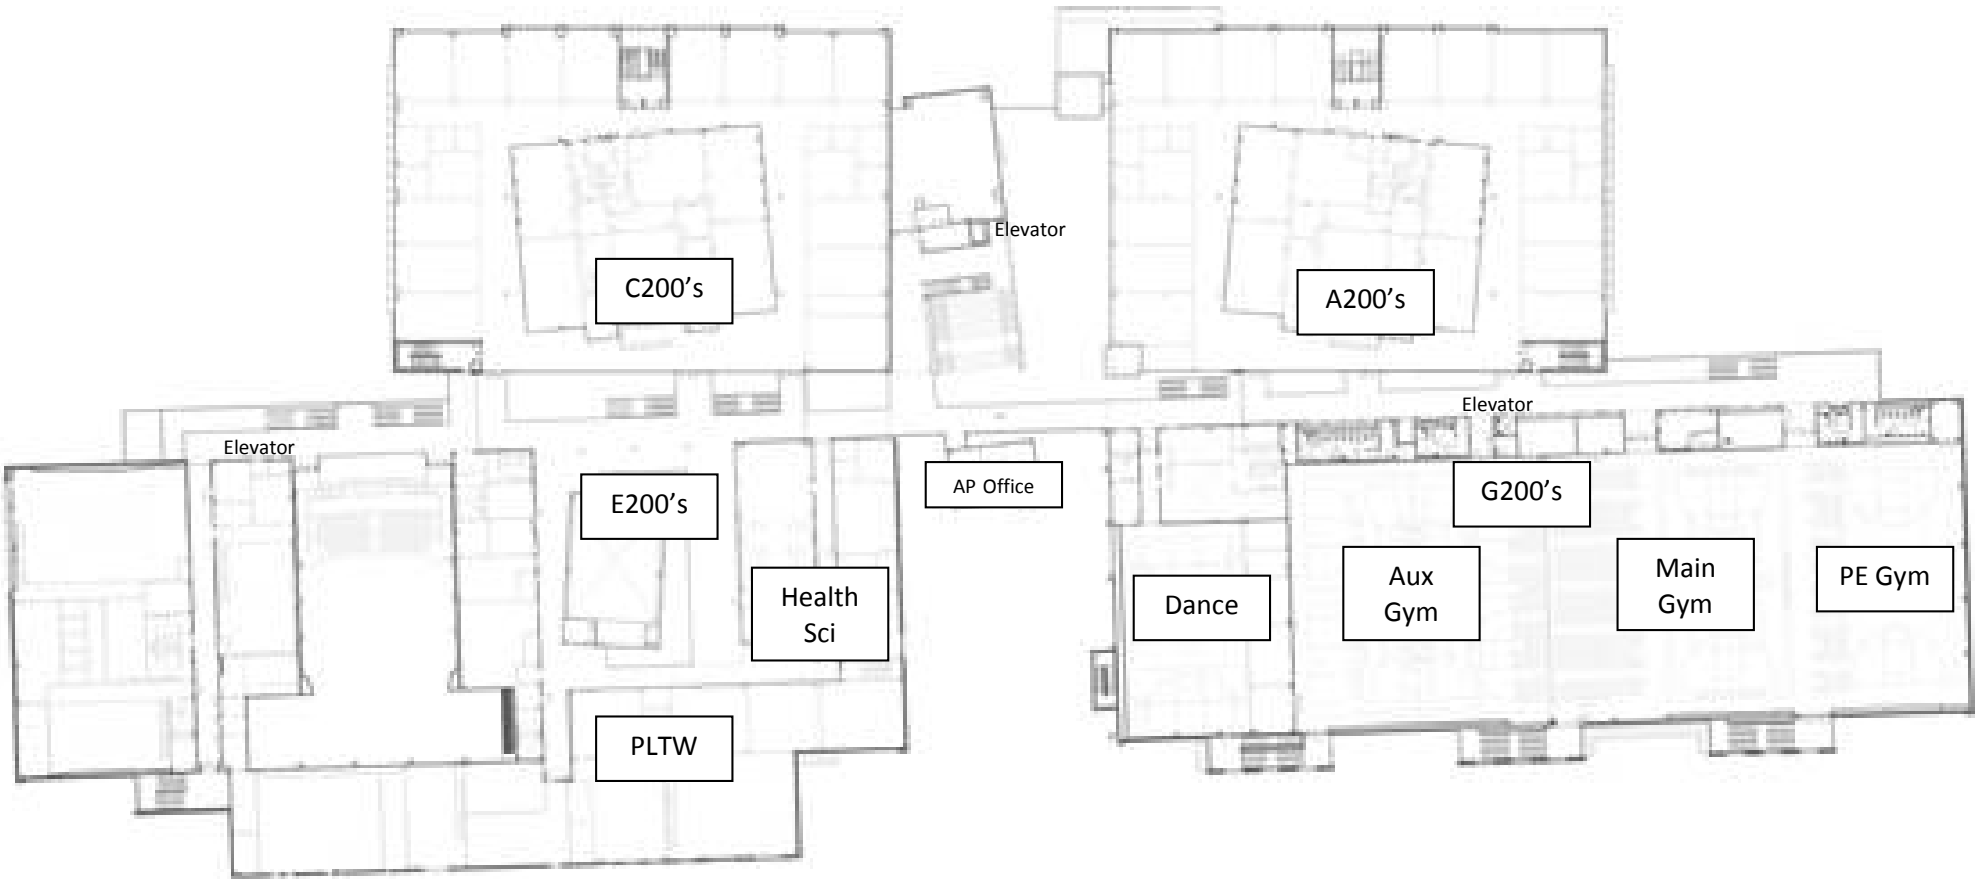 Elevator
C200's
A200's
Elevator
Elevator
AP Office
E200's
G200's
Health
Sci
Dance
Aux
Gym
Main
Gym
PE Gym
PLTW